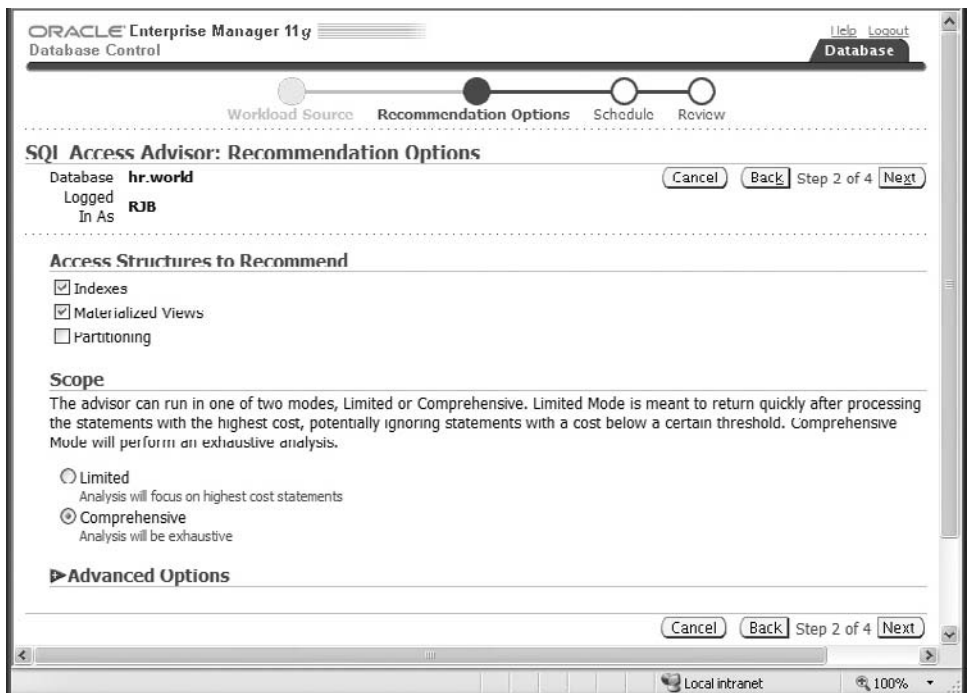 ORACLE Enterprise Manager 11g
Database Control
Help Logout
Database
Workload Source Recommendation Options Schedule Review
SQL Access Advisor: Recommendation Options
Database hr.world
Cancel Back Step 2 of 4 Next
Logged In As RJB
Access Structures to Recommend
Indexes
Materialized Views
Partitioning
Scope
The advisor can run in one of two modes, Limited or Comprehensive. Limited Mode is meant to return quickly after processing
the statements with the highest cost, potentially ignoring statements with a cost below a certain threshold. Comprehensive
Mode will perform an exhaustive analysis.
Limited
Analysis will focus on highest cost statements
Comprehensive
Analysis will be exhaustive
Advanced Options
Cancel Back Step 2 of 4 Next
Local intranet 100%